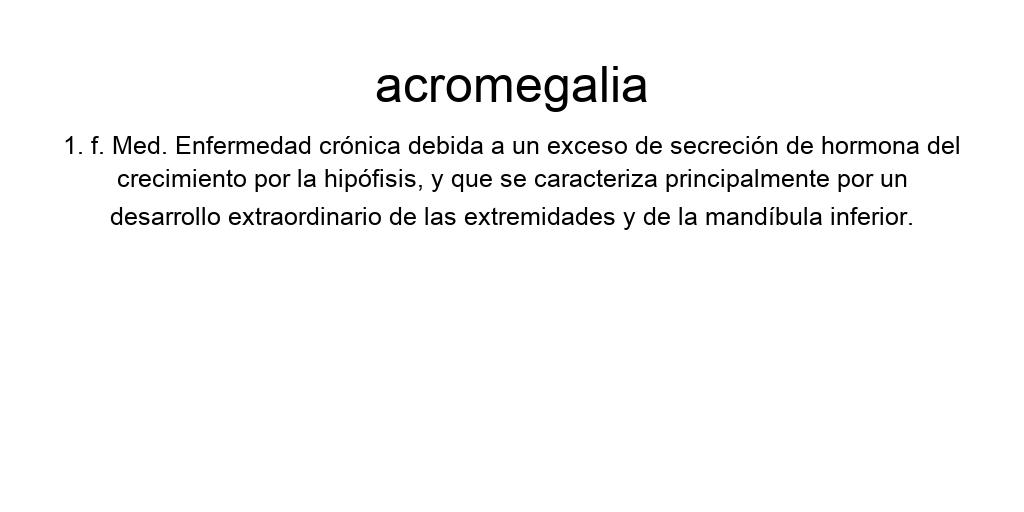 acromegalia
1. f. Med. Enfermedad crónica debida a un exceso de secreción de hormona del
crecimiento por la hipófisis, y que se caracteriza principalmente por un
desarrollo extraordinario de las extremidades y de la mandíbula inferior.